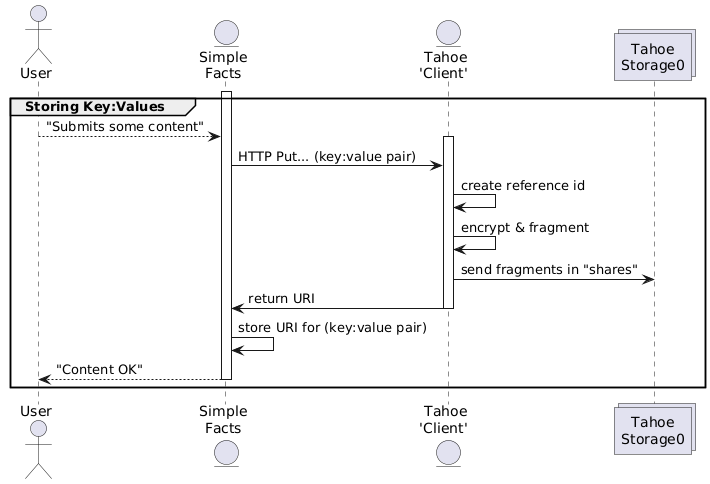 User
Simple
Facts
Tahoe
'Client'
Tahoe
Storage0
Storing Key:Values
"Submits some content"
HTTP Put... (key:value pair)
create reference id
encrypt & fragment
send fragments in "shares"
return URI
store URI for (key:value pair)
"Content OK"
User
Simple
Facts
Tahoe
'Client'
Tahoe
Storage0